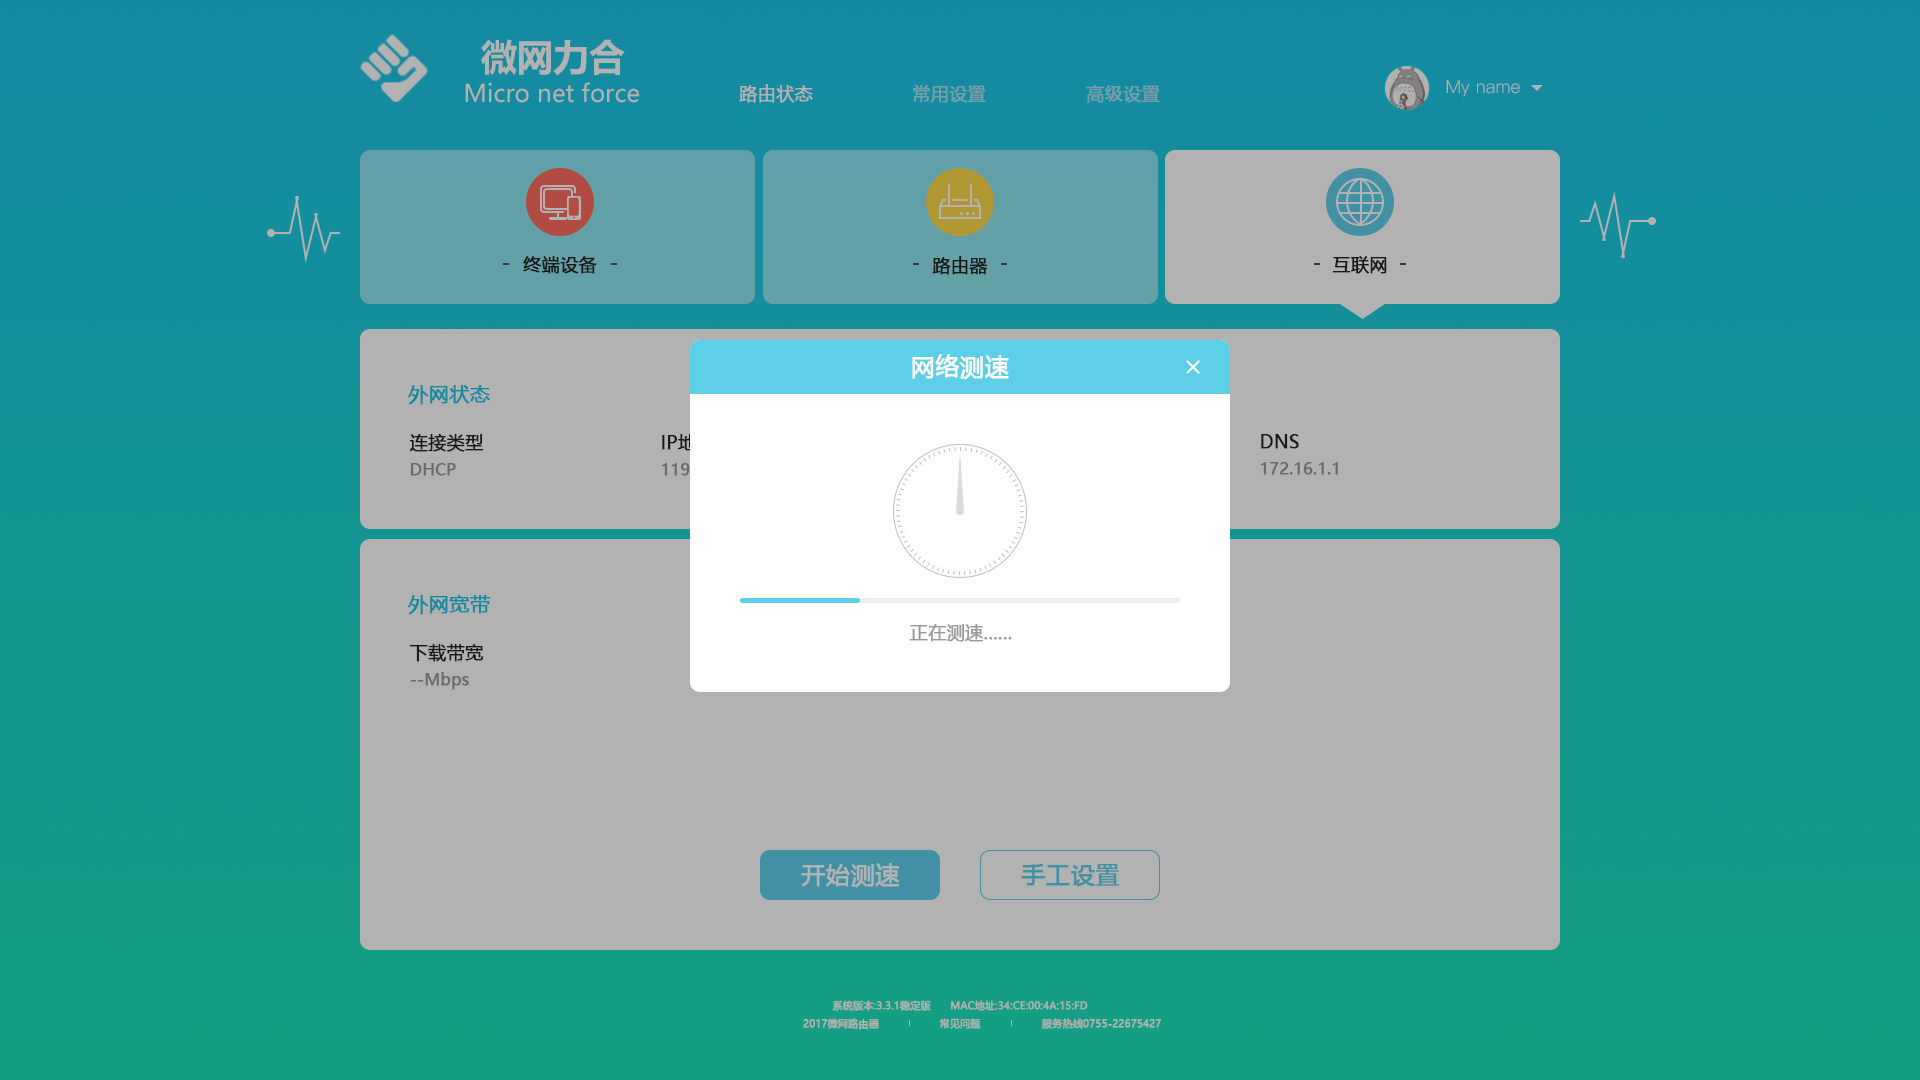 微网力合
Micro net force
路由状态
常用设置
高级设置
My name
- 终端设备 -
- 路由器 -
- 互联网 -
网络测速
外网状态
连接类型
IP地
DNS
DHCP
119
172.16.1.1
正在测速......
外网宽带
下载带宽
--Mbps
开始测速
手工设置
系统版本:3.3.1稳定版 MAC地址:34:CE:00:4A:15:FD
2017微网路由器 | 常见问题 | 服务热线0755-22675427